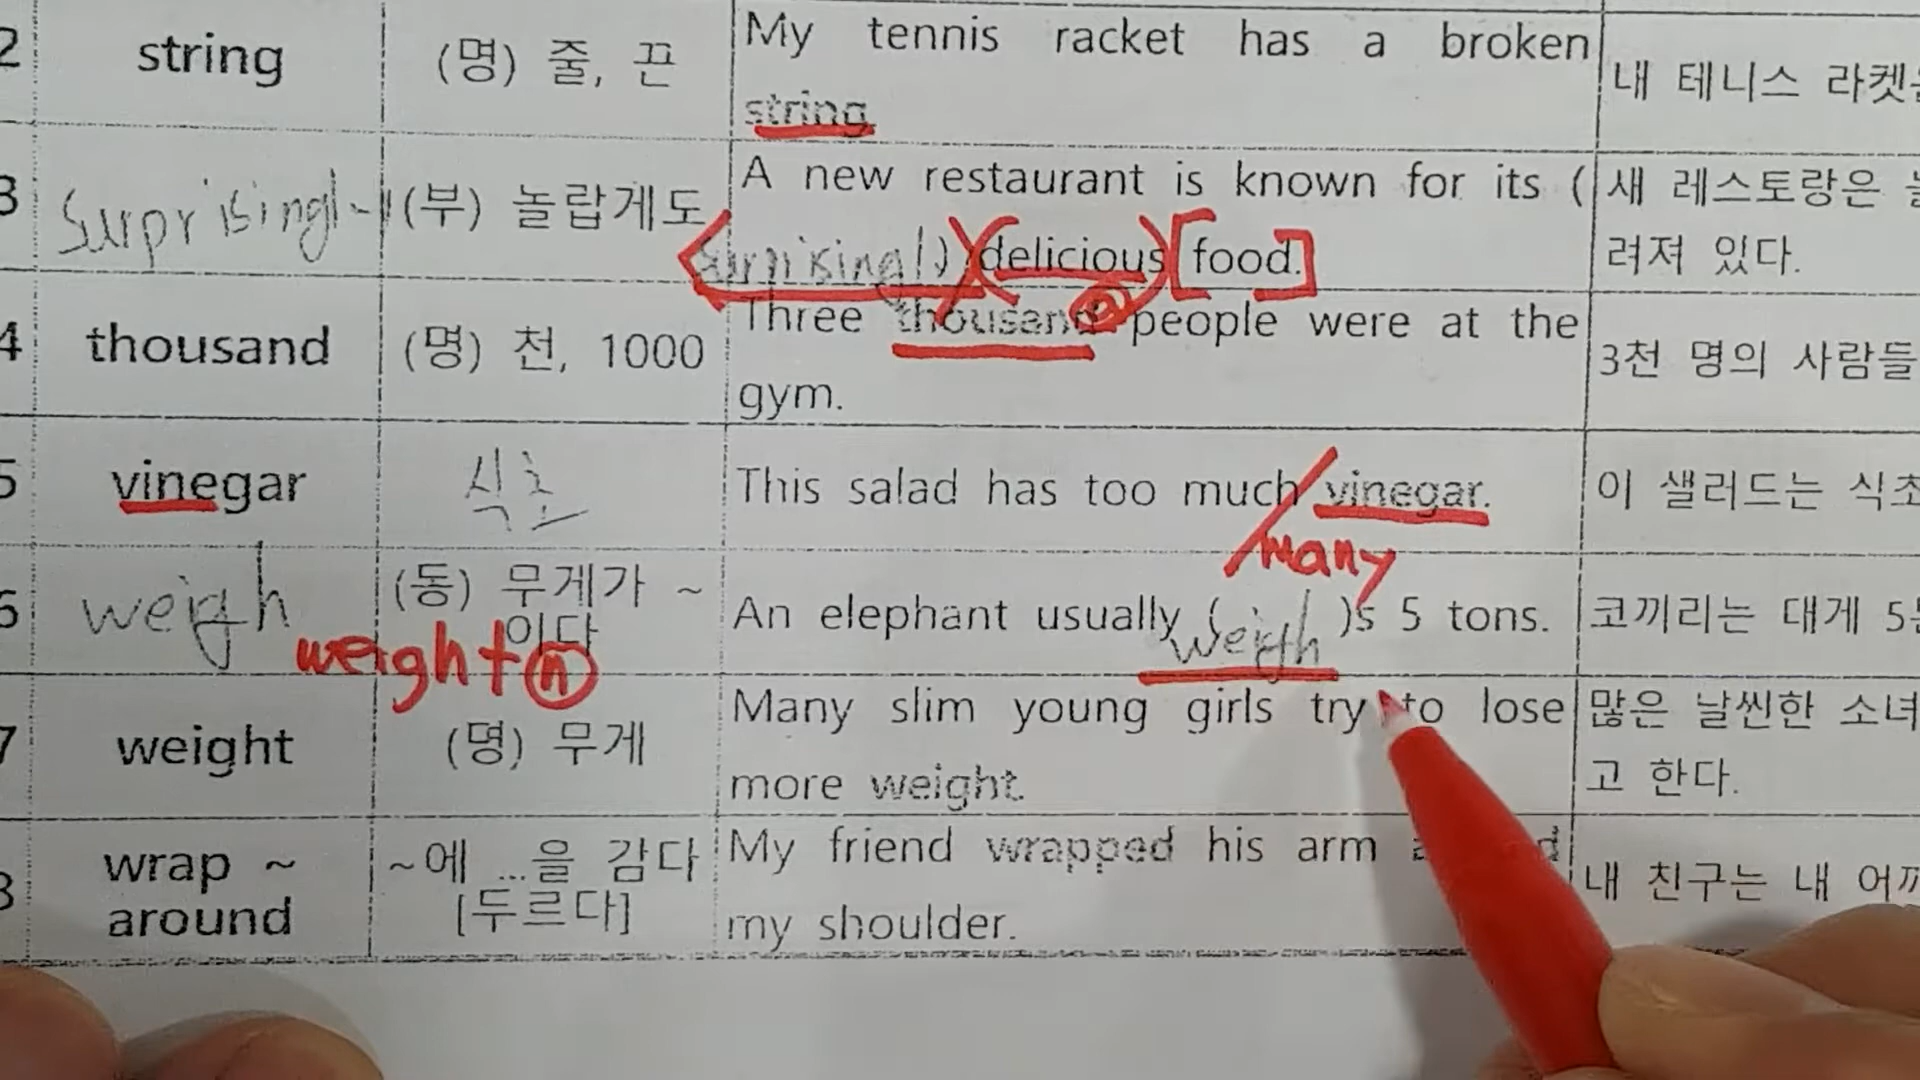 2 string (명) 줄, 끈 My tennis racket has a broken 내 테니스 라켓
string
3 surprisingly (부) 놀랍게도 A new restaurant is known for its ( 새 레스토랑은
surprisingly) delicious [food.] 려져 있다.
4 thousand (명) 천, 1000 Three thousand people were at the 3천 명의 사람들
gym.
5 vinegar 식초 This salad has too much vinegar. 이 샐러드는 식초
many
6 weigh (동) 무게가 ~ An elephant usually ( weigh )s 5 tons. 코끼리는 대게 5
이다
weight n
7 weight (명) 무게 Many slim young girls try to lose 많은 날씬한 소녀
more weight. 고 한다.
8 wrap ~ ~에 ...을 감다 My friend wrapped his arm 내 친구는 내 어깨
around [두르다] my shoulder.